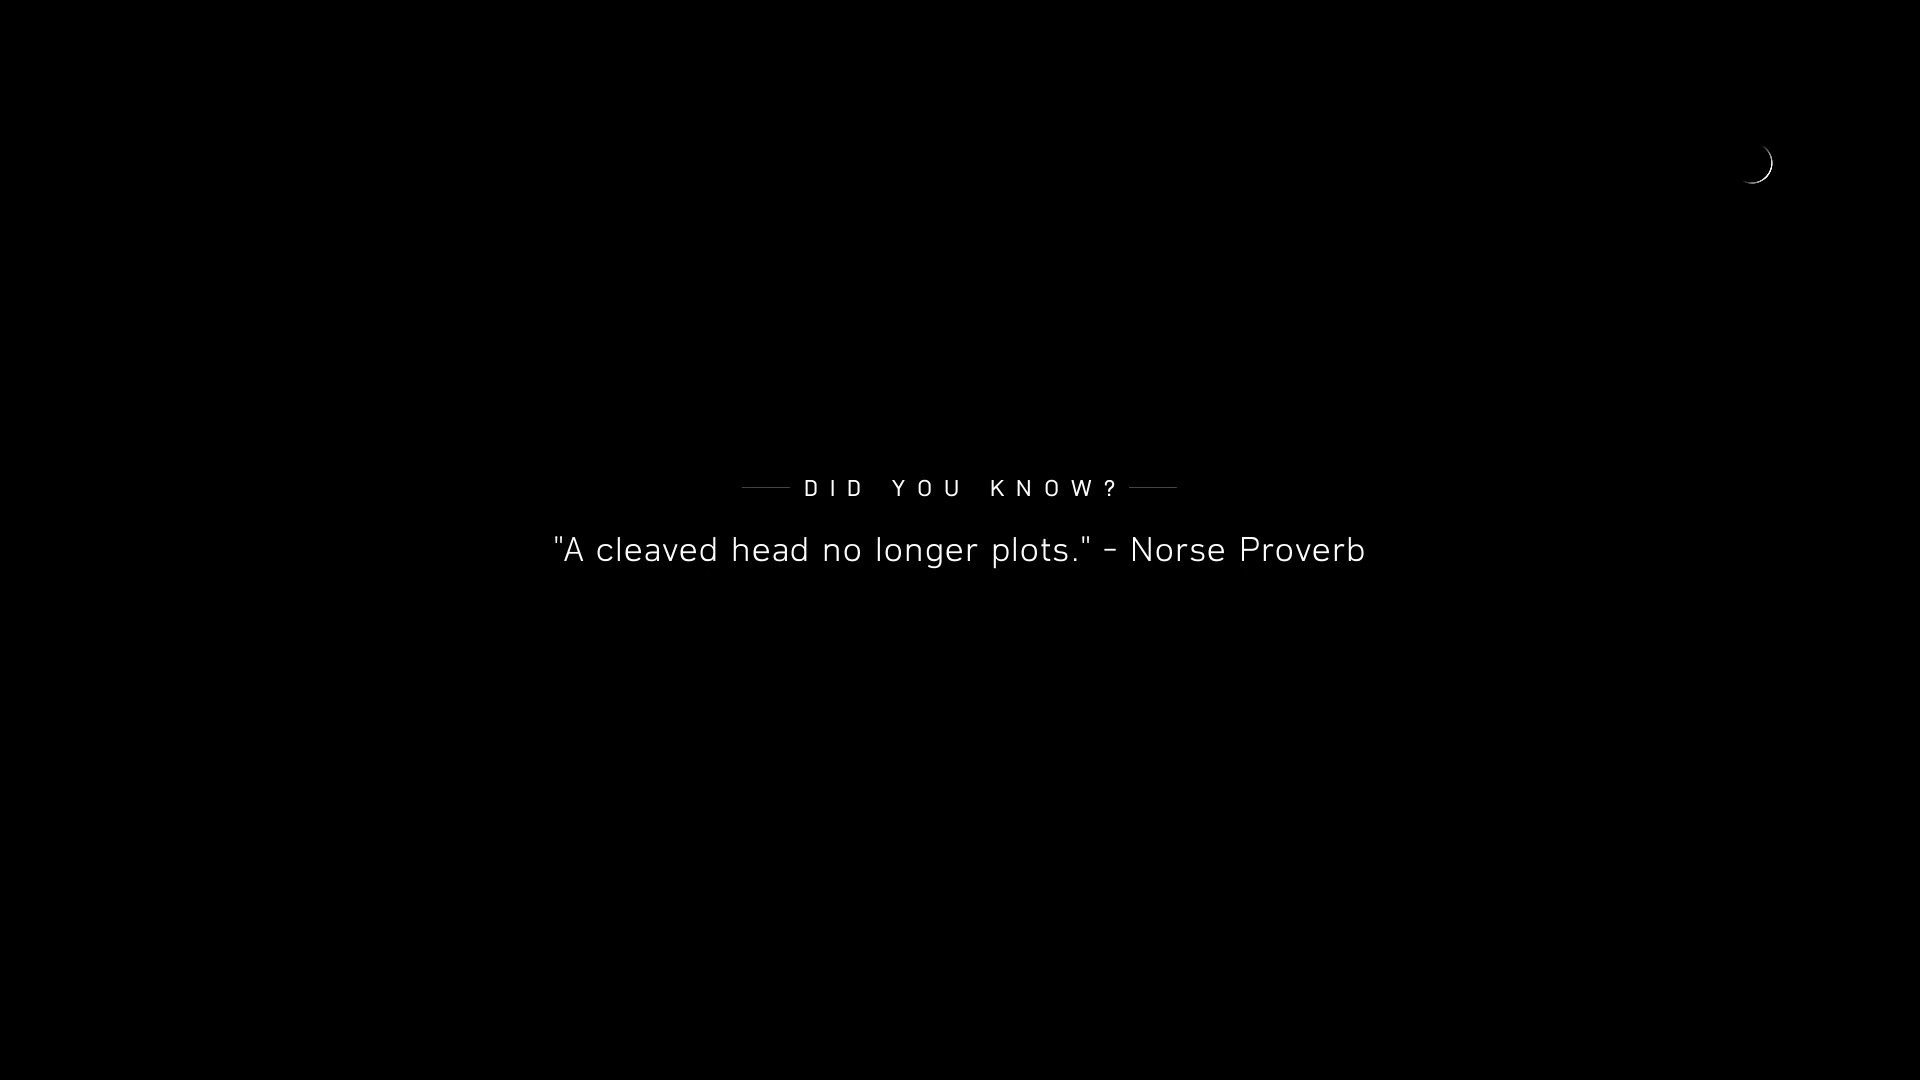 DID YOU KNOW?
"A cleaved head no longer plots." - Norse Proverb